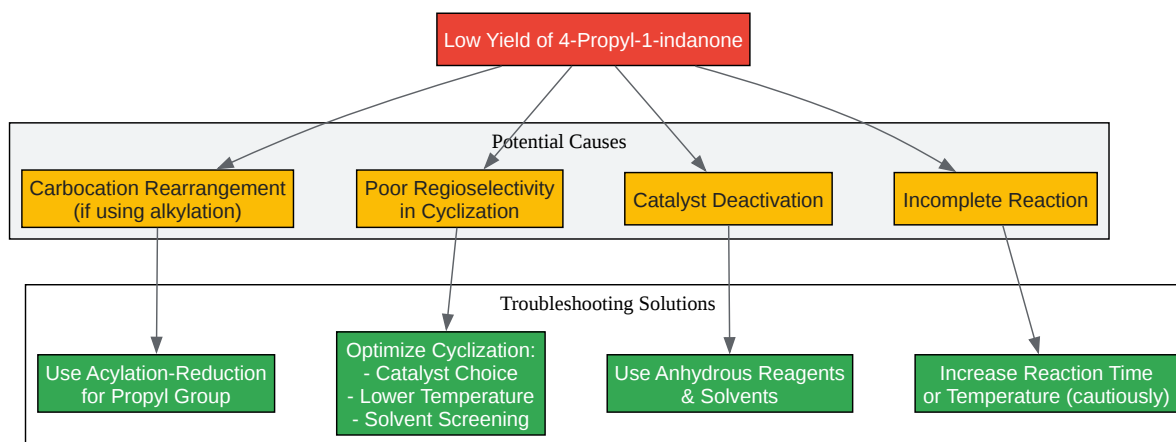 Low Yield of 4-Propyl-1-indanone
Potential Causes
Carbocation Rearrangement
(if using alkylation)
Poor Regioselectivity
in Cyclization
Catalyst Deactivation
Incomplete Reaction
Troubleshooting Solutions
Use Acylation-Reduction
for Propyl Group
Optimize Cyclization:
- Catalyst Choice
- Lower Temperature
- Solvent Screening
Use Anhydrous Reagents
& Solvents
Increase Reaction Time
or Temperature (cautiously)